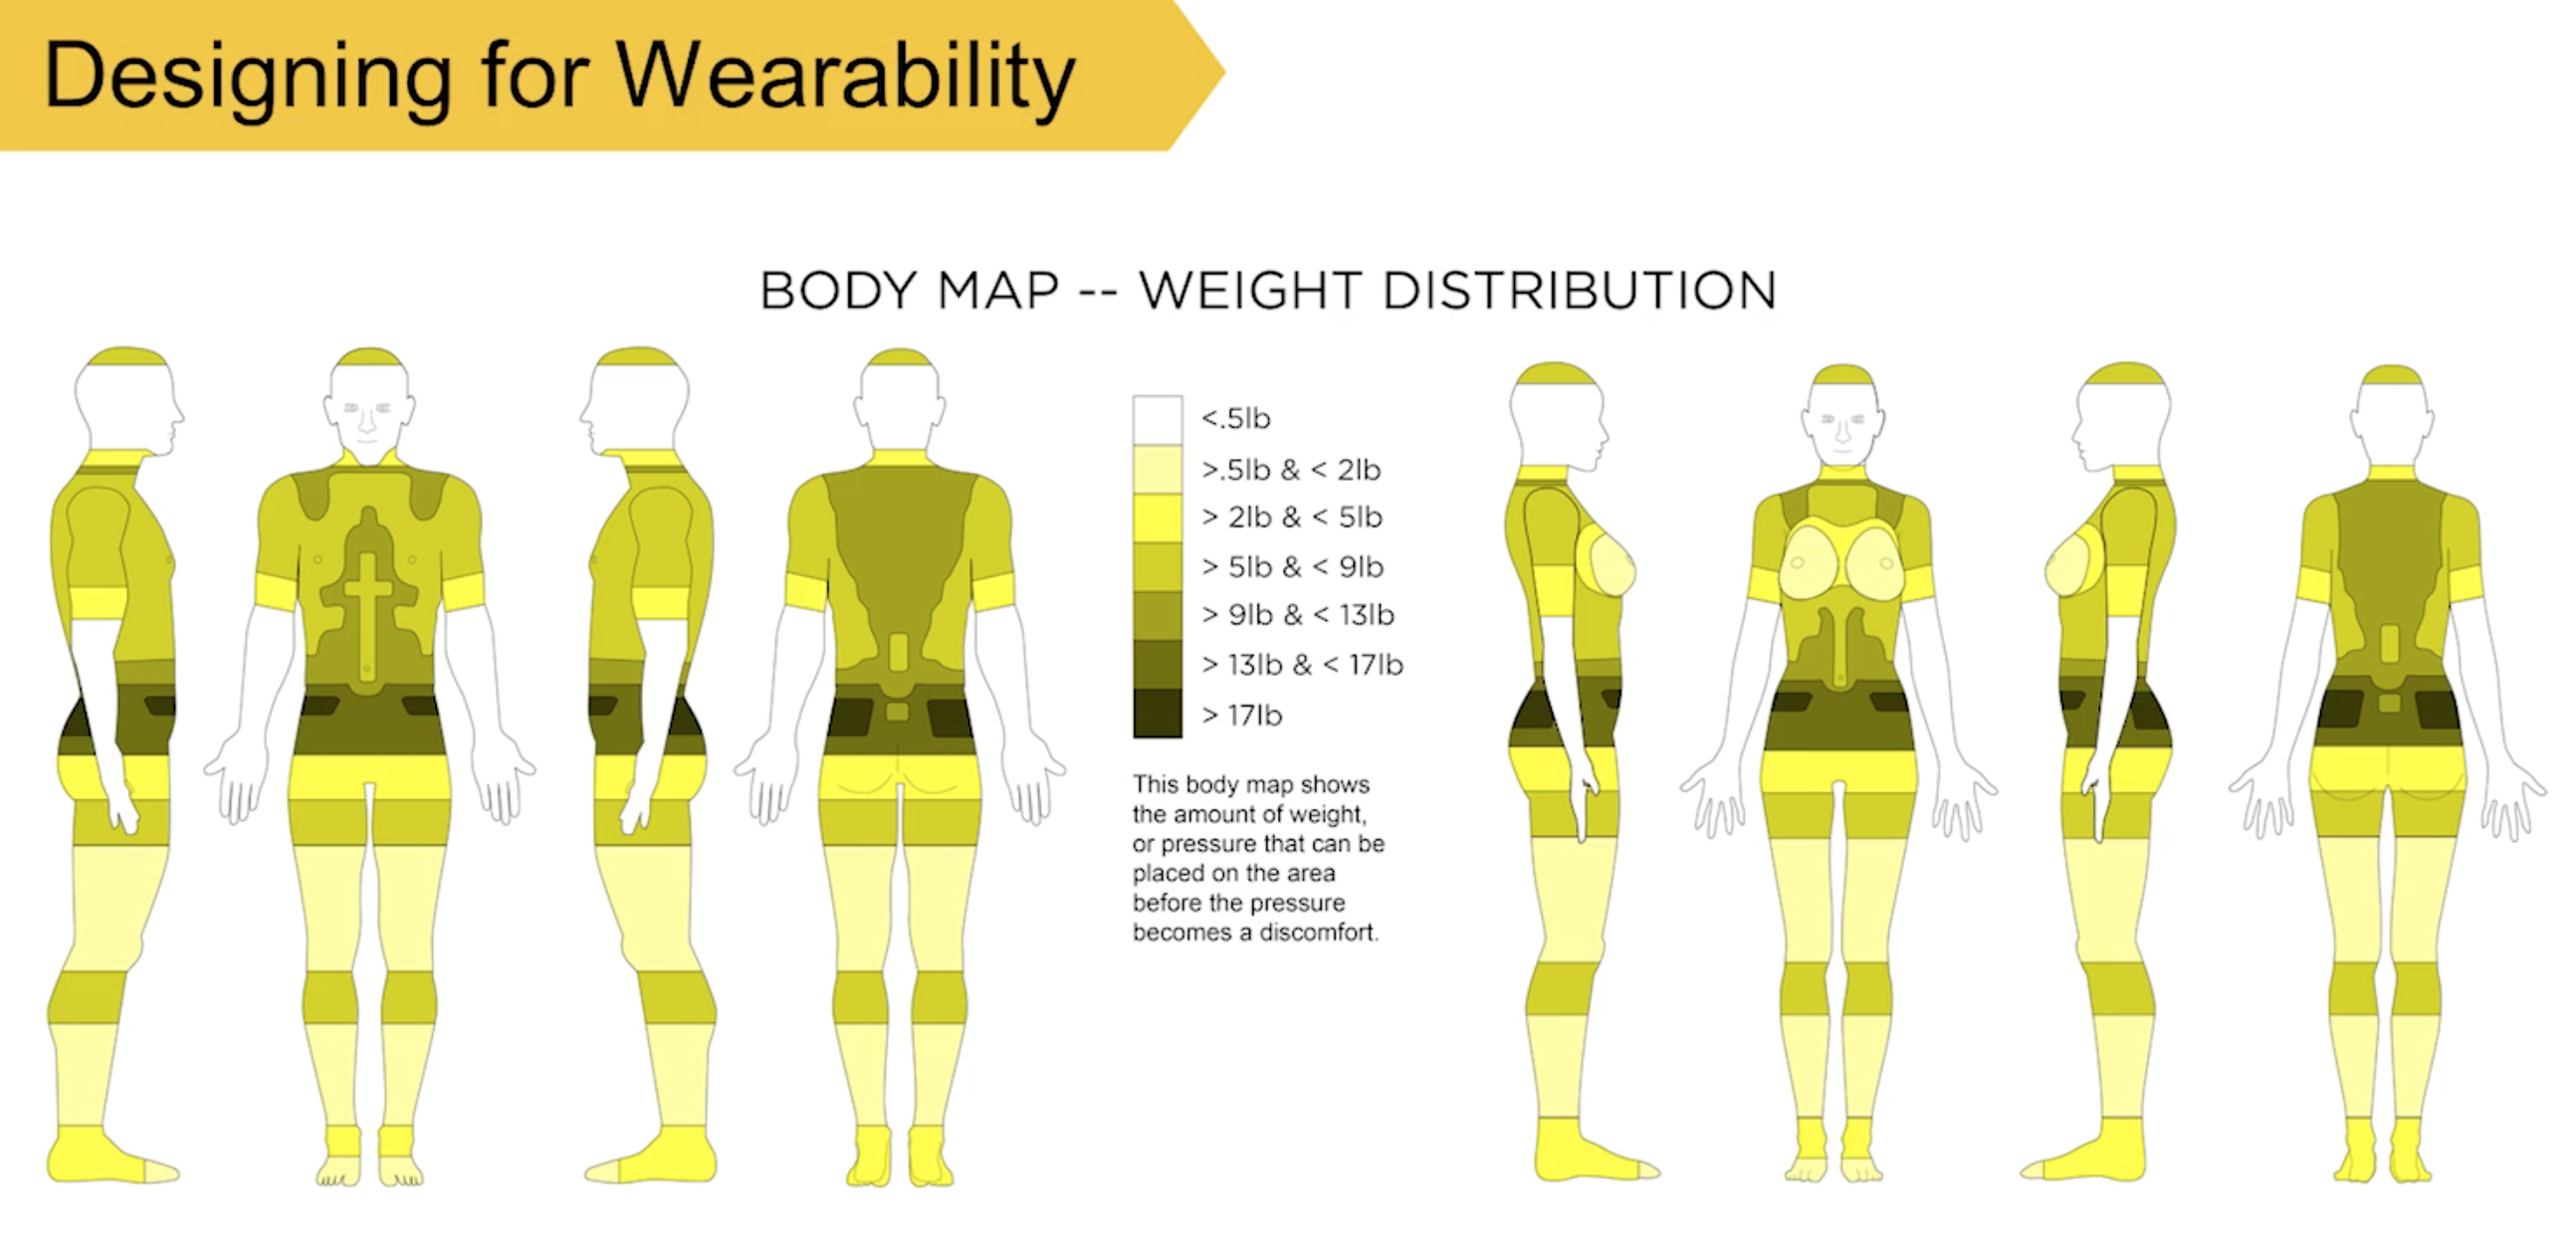 Designing for Wearability
BODY MAP -- WEIGHT DISTRIBUTION
<.5lb
>.5lb & < 2lb
> 2lb & < 5lb
> 5lb & < 9lb
> 9lb & < 13lb
> 13lb & < 17lb
> 17lb
This body map shows
the amount of weight,
or pressure that can be
placed on the area
before the pressure
becomes a discomfort.